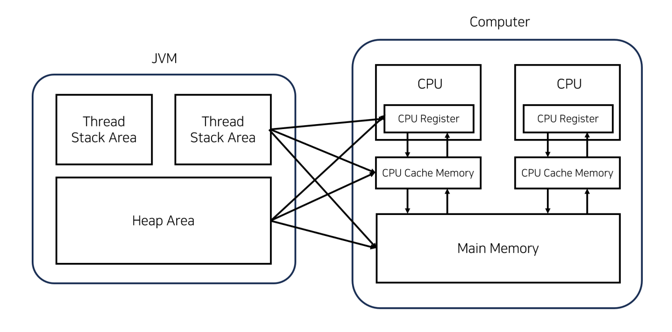 Computer
JVM
CPU
CPU
Thread
Stack Area
Thread
Stack Area
CPU Register
CPU Register
CPU Cache Memory
CPU Cache Memory
Heap Area
Main Memory